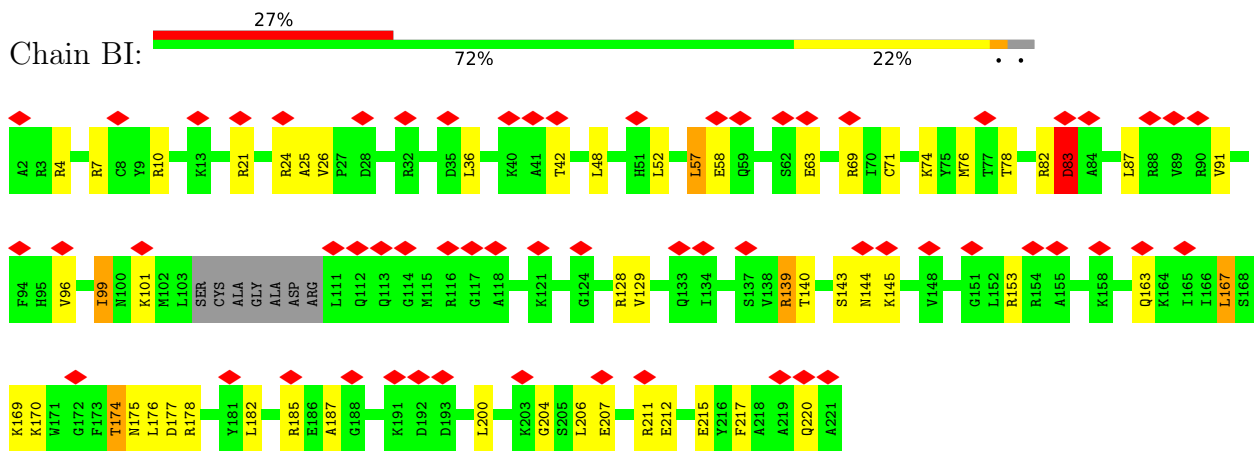 27%
Chain BI:
72% 22% • •
A2 R3 R4 R7 C8 Y9 R10 K13 R21 R24 A25 V26 P27 D28 R32 D35 L36 K40 A41 T42 L48 H51 L52 L57 E58 Q59 S62 E63 R69 I70 C71 K74 Y75 M76 T77 T78 R82 D83 A84 L87 R88 V89 R90 V91
F94 H95 V96 I99 N100 K101 M102 L103 SER CYS ALA GLY ALA ASP ARG L111 Q112 Q113 G114 M115 R116 G117 A118 K121 G124 R128 V129 Q133 T134 S137 V138 R139 T140 S143 N144 K145 V148 G151 L152 R153 R154 A155 K158 Q163 K164 I165 I166 L167 S168
K169 K170 W171 G172 F173 T174 N175 L176 D177 R178 Y181 L182 R185 E186 A187 G188 K191 D192 D193 L200 K203 G204 S205 L206 E207 R211 E212 E215 Y216 F217 A218 A219 Q220 A221